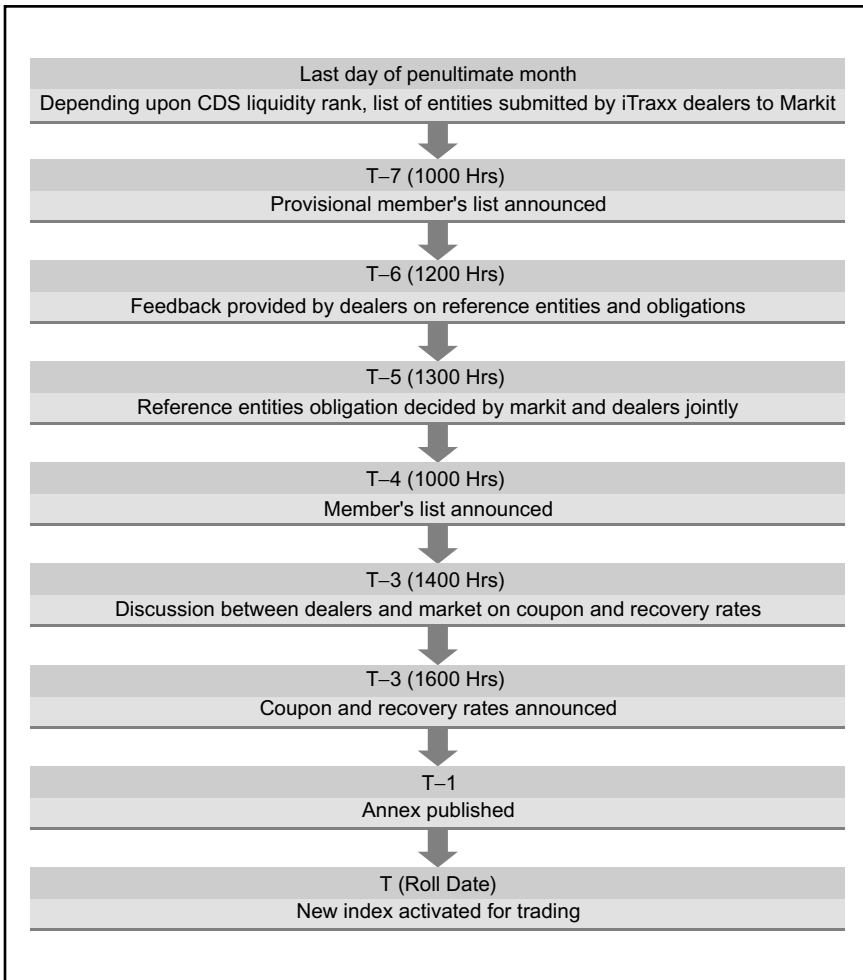 Last day of penultimate month
Depending upon CDS liquidity rank, list of entities submitted by iTraxx dealers to Markit
T–7 (1000 Hrs)
Provisional member's list announced
T–6 (1200 Hrs)
Feedback provided by dealers on reference entities and obligations
T–5 (1300 Hrs)
Reference entities obligation decided by markit and dealers jointly
T–4 (1000 Hrs)
Member's list announced
T–3 (1400 Hrs)
Discussion between dealers and market on coupon and recovery rates
T–3 (1600 Hrs)
Coupon and recovery rates announced
T–1
Annex published
T (Roll Date)
New index activated for trading